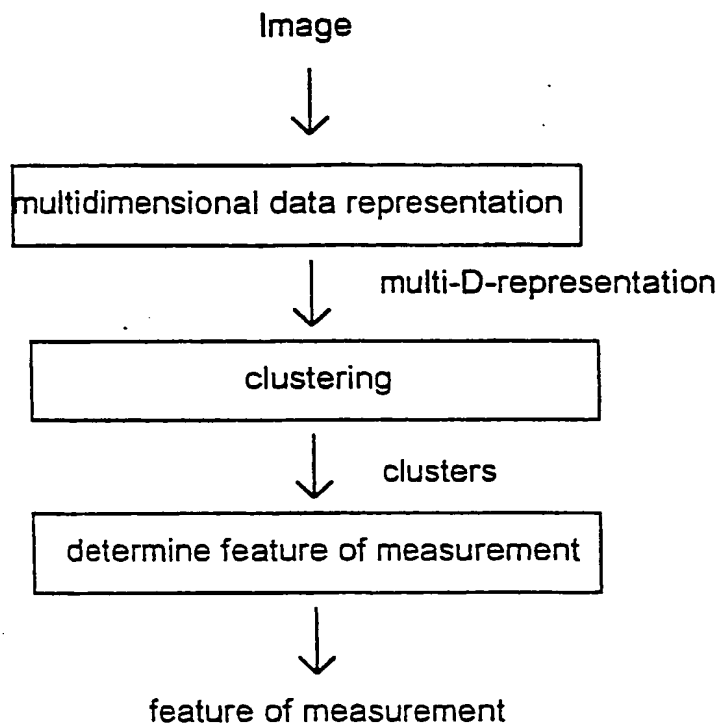 Image
multidimensional data representation
multi-D-representation
clustering
clusters
determine feature of measurement
feature of measurement